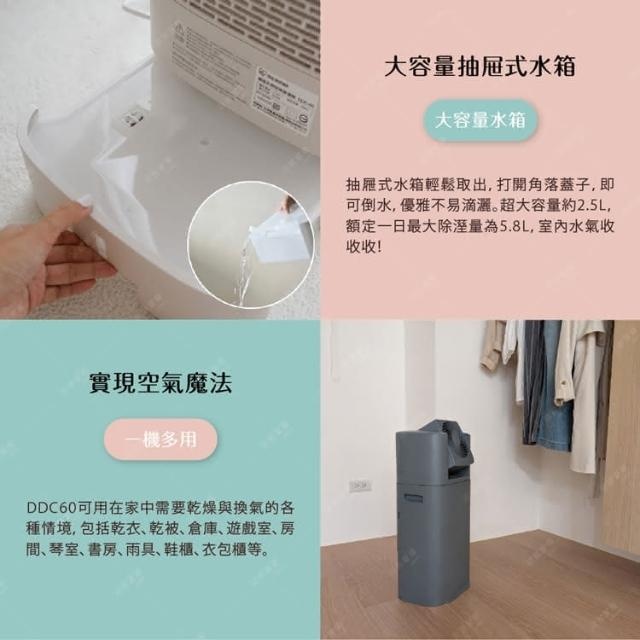 大容量抽屜式水箱
大容量水箱
抽屜式水箱輕鬆取出, 打開角落蓋子, 即
可倒水, 優雅不易滴灑。超大容量約2.5L,
額定一日最大除溼量為5.8L, 室內水氣收
收收!
實現空氣魔法
一機多用
DDC60可用在家中需要乾燥與換氣的各
種情境, 包括乾衣、乾被、倉庫、遊戲室、房
間、琴室、書房、雨具、鞋櫃、衣包櫃等。